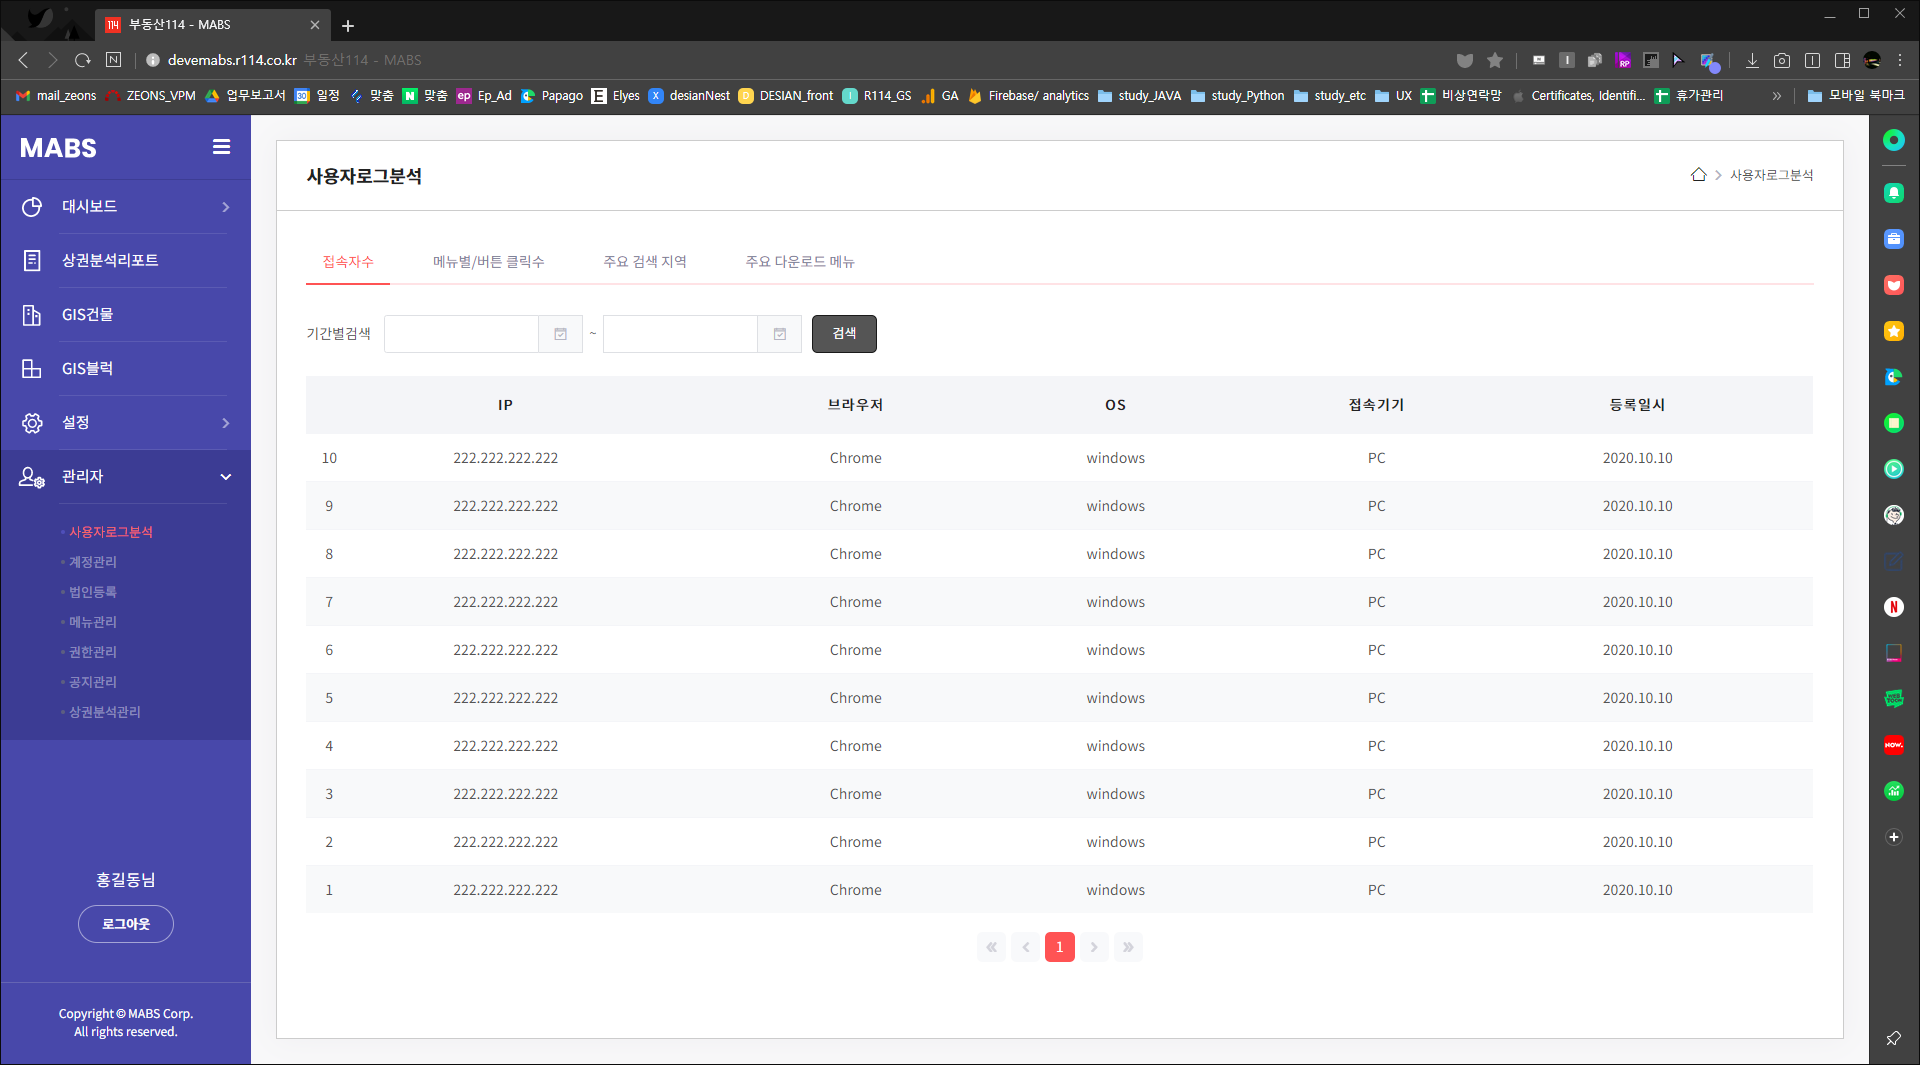 부동산114 - MABS
devemabs.r114.co.kr 부동산114 - MABS
mail_zeons ZEONS_VPM 업무보고서 30 일정 맞춤 N 맞춤 ep Ep_Ad Papago E Elyes X desianNest D DESIAN_front I R114_GS GA Firebase/ analytics study_JAVA study_Python study_etc UX 비상연락망 Certificates, Identifi... 휴가관리 » 모바일 북마크
MABS
대시보드
상권분석리포트
GIS건물
GIS블럭
설정
관리자
사용자로그분석
계정관리
법인등록
메뉴관리
권한관리
공지관리
상권분석관리
홍길동님
로그아웃
Copyright © MABS Corp.
All rights reserved.
사용자로그분석
사용자로그분석
접속자수 메뉴별/버튼 클릭수 주요 검색 지역 주요 다운로드 메뉴
기간별검색 ~ 검색
IP 브라우저 OS 접속기기 등록일시
10 222.222.222.222 Chrome windows PC 2020.10.10
9 222.222.222.222 Chrome windows PC 2020.10.10
8 222.222.222.222 Chrome windows PC 2020.10.10
7 222.222.222.222 Chrome windows PC 2020.10.10
6 222.222.222.222 Chrome windows PC 2020.10.10
5 222.222.222.222 Chrome windows PC 2020.10.10
4 222.222.222.222 Chrome windows PC 2020.10.10
3 222.222.222.222 Chrome windows PC 2020.10.10
2 222.222.222.222 Chrome windows PC 2020.10.10
1 222.222.222.222 Chrome windows PC 2020.10.10
« ‹ 1 › »